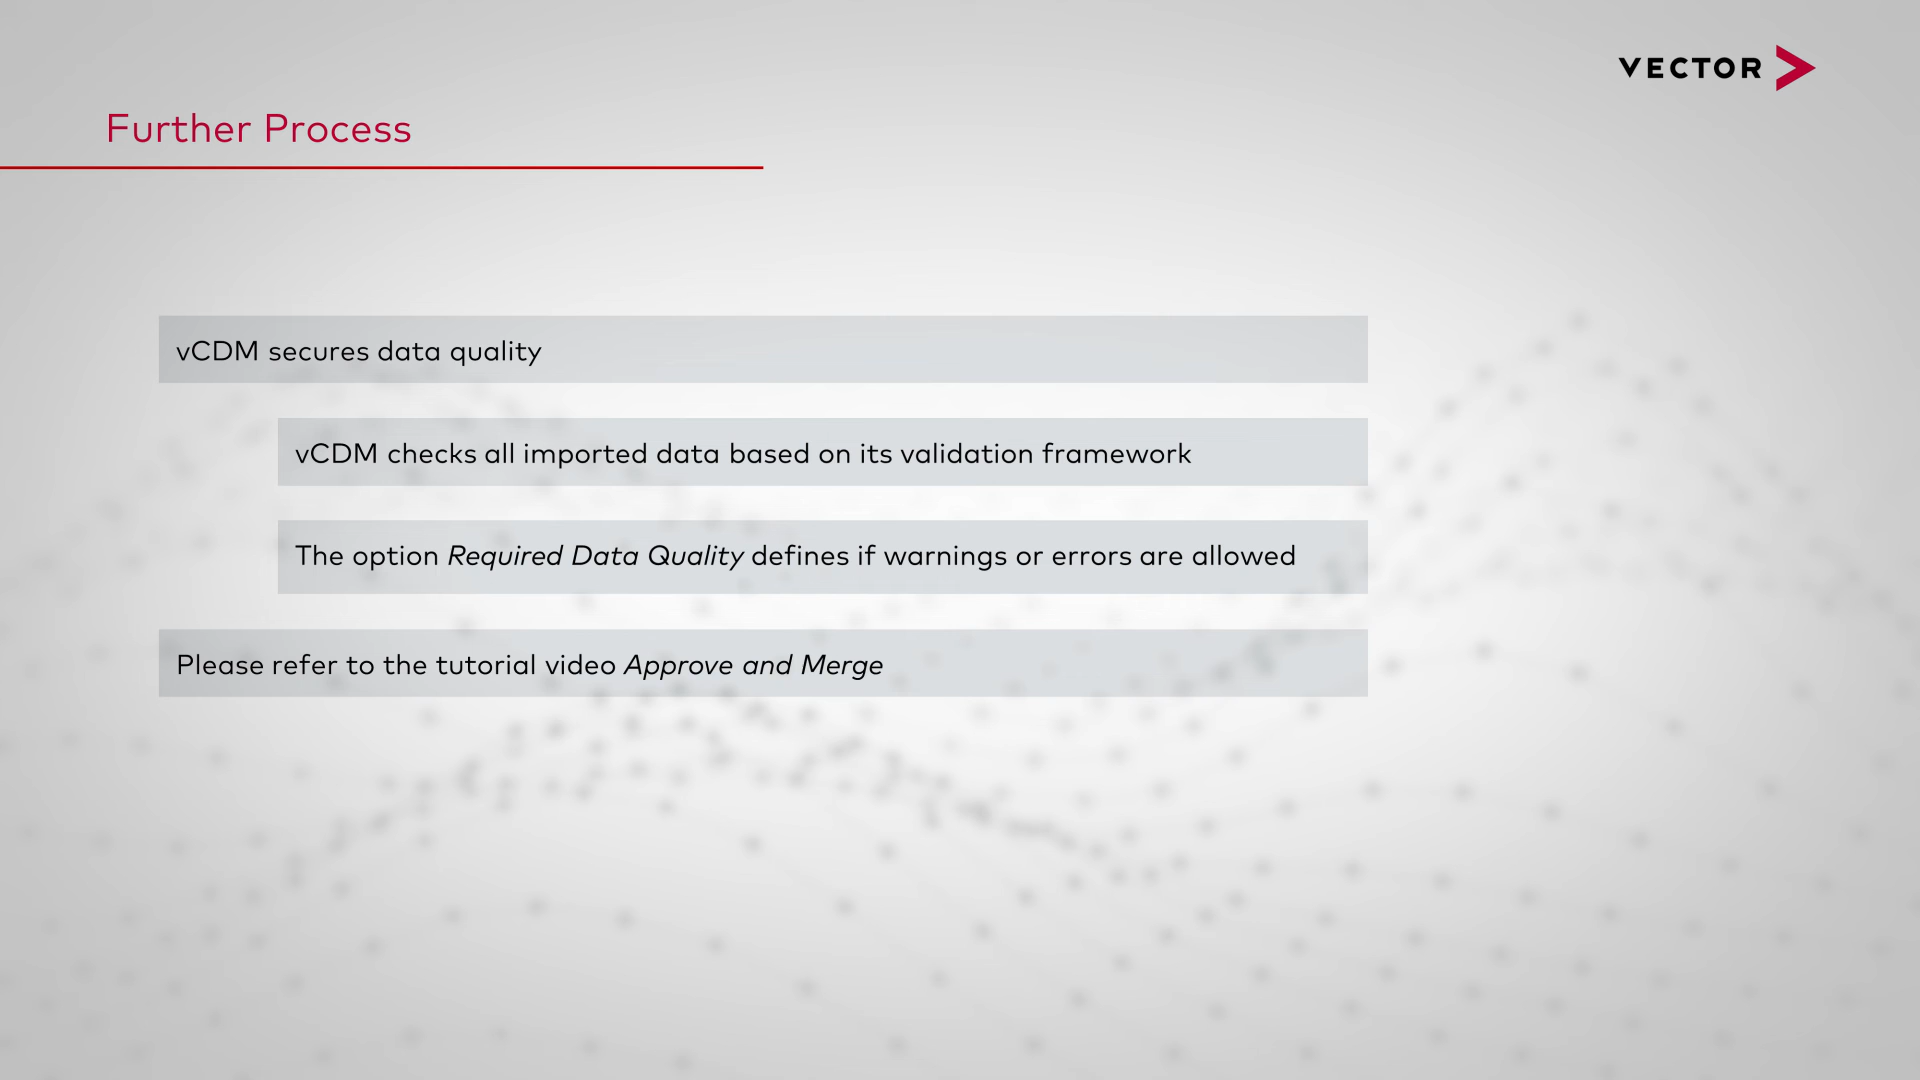 VECTOR
Further Process
vCDM secures data quality
vCDM checks all imported data based on its validation framework
The option Required Data Quality defines if warnings or errors are allowed
Please refer to the tutorial video Approve and Merge